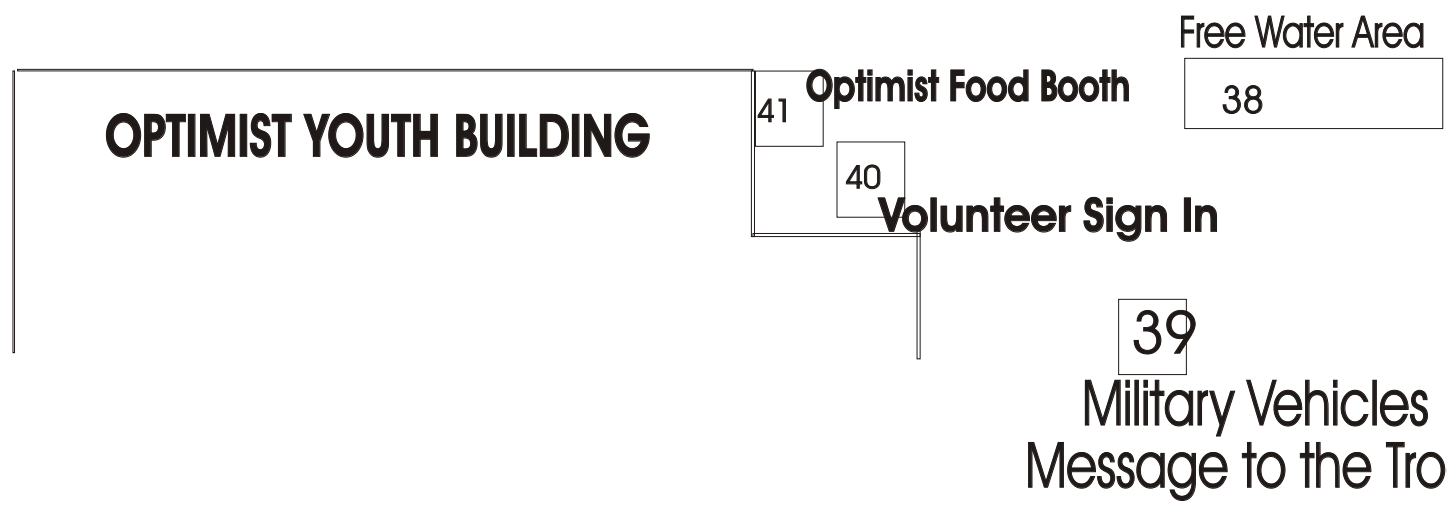 Free Water Area
38
41 Optimist Food Booth
OPTIMIST YOUTH BUILDING
40
Volunteer Sign In
39
Military Vehicles
Message to the Tro